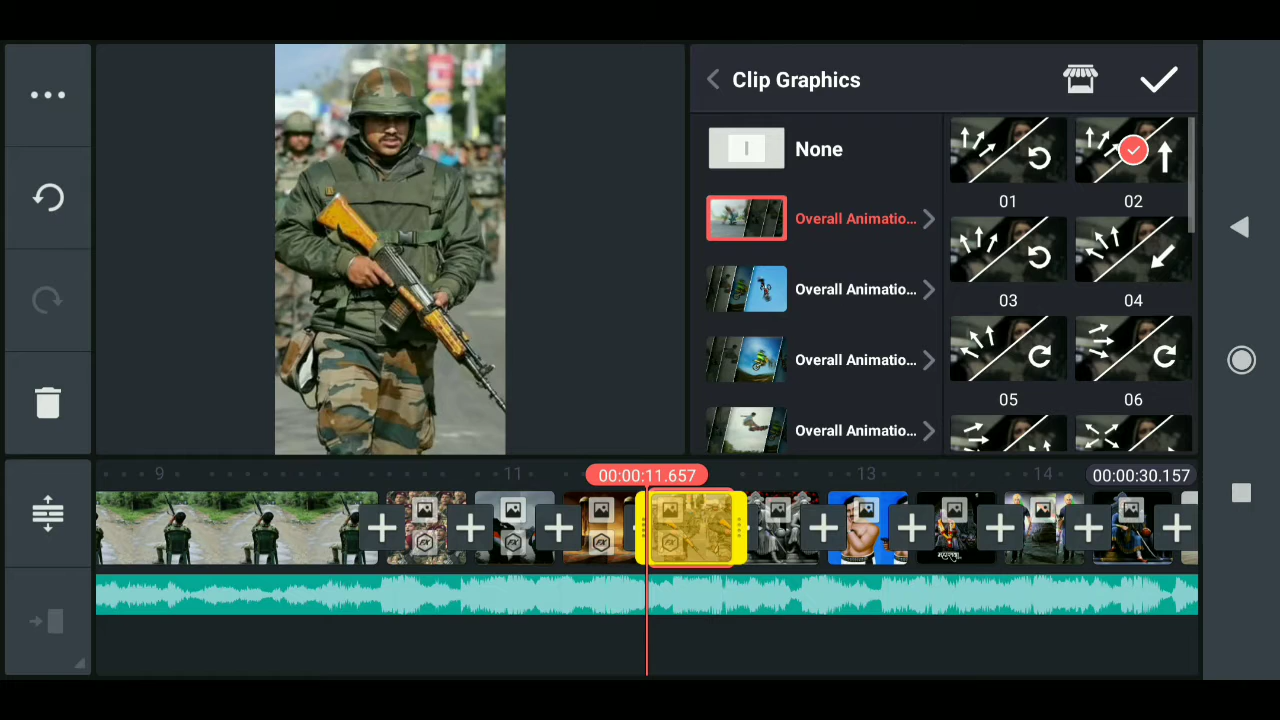 Clip Graphics
None
Overall Animatio...
Overall Animatio...
Overall Animatio...
Overall Animatio...
01
02
03
04
05
06
9
11
00:00:11.657
13
14
00:00:30.157